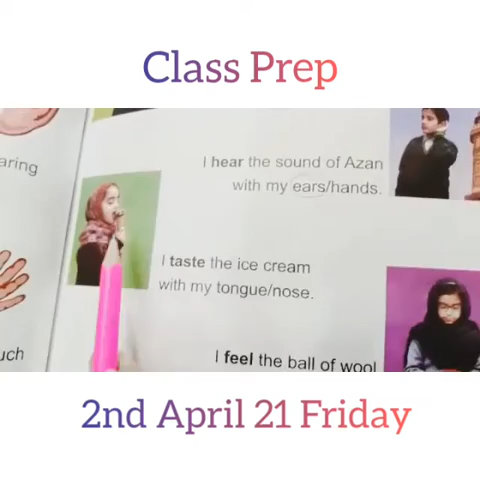 Class Prep
aring
I hear the sound of Azan
with my ears/hands.
I taste the ice cream
with my tongue/nose.
uch
I feel the ball of wool
2nd April 21 Friday